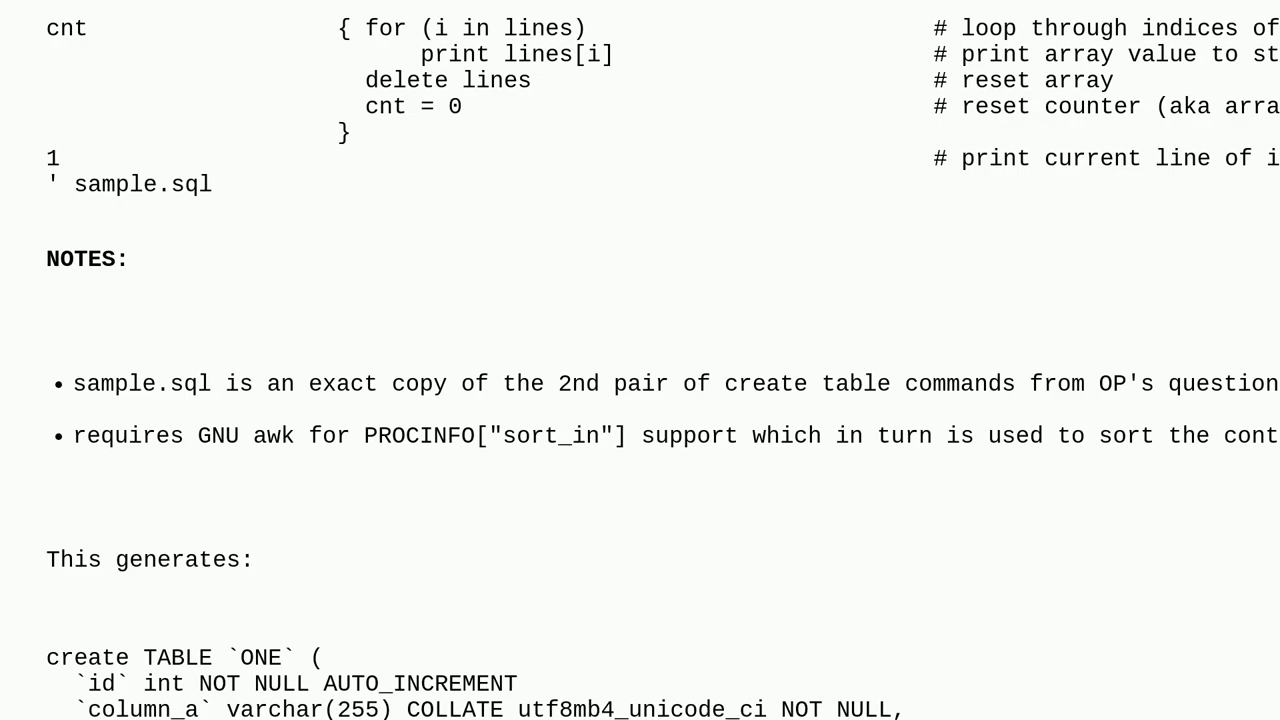 cnt { for (i in lines) # loop through indices of
print lines[i] # print array value to st
delete lines # reset array
cnt = 0 # reset counter (aka arra
}
1 # print current line of i
' sample.sql
NOTES:
• sample.sql is an exact copy of the 2nd pair of create table commands from OP's question
• requires GNU awk for PROCINFO["sort_in"] support which in turn is used to sort the cont
This generates:
create TABLE `ONE` (
`id` int NOT NULL AUTO_INCREMENT
`column_a` varchar(255) COLLATE utf8mb4_unicode_ci NOT NULL,